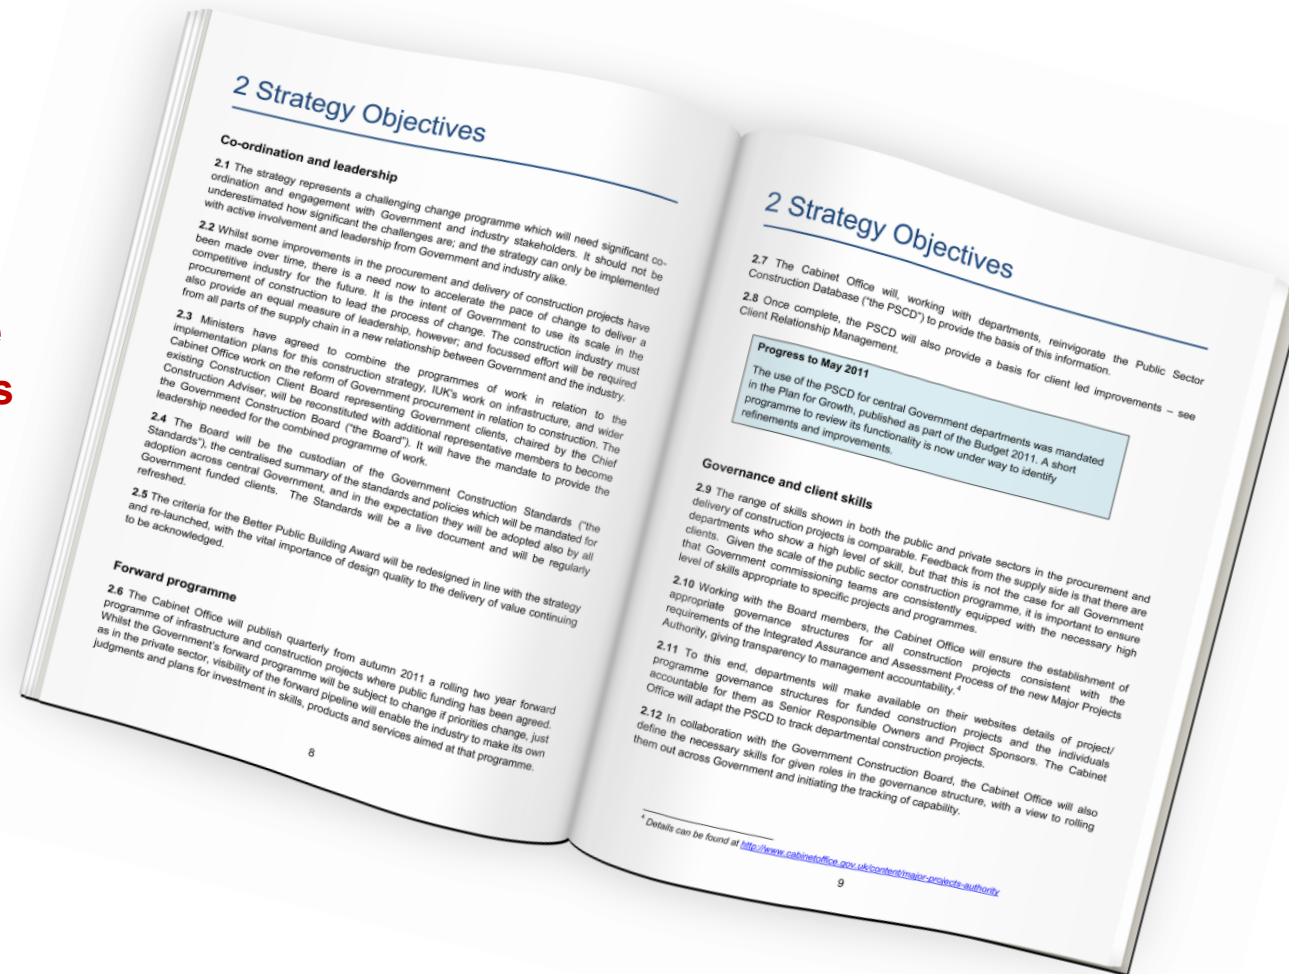 2 Strategy Objectives
Co-ordination and leadership
2.1 The strategy represents a challenging change programme which will need significant co-
ordination and engagement with Government and industry stakeholders. It should not be
underestimated how significant the challenges are; and the strategy can only be implemented
with active involvement and leadership from Government and industry alike.
2.2 Whilst some improvements in the procurement and delivery of construction projects have
been made over time, there is a need now to accelerate the pace of change to deliver a
competitive industry for the future. It is the intent of Government to use its scale in the
procurement of construction to lead the process of change. The construction industry must
also provide an equal measure of leadership, however; and focussed effort will be required
from all parts of the supply chain in a new relationship between Government and the industry.
2.3 Ministers have agreed to combine the programmes of work in relation to the
implementation plans for this construction strategy, IUK's work on infrastructure, and wider
Cabinet Office work on the reform of Government procurement in relation to construction. The
existing Construction Client Board representing Government clients, chaired by the Chief
Construction Adviser, will be reconstituted with additional representative members to become
the Government Construction Board ("the Board"). It will have the mandate to provide the
leadership needed for the combined programme of work.
2.4 The Board will be the custodian of the Government Construction Standards ("the
Standards"), the centralised summary of the standards and policies which will be mandated for
adoption across central Government, and in the expectation they will be adopted also by all
Government funded clients. The Standards will be a live document and will be regularly
refreshed.
2.5 The criteria for the Better Public Building Award will be redesigned in line with the strategy
and re-launched, with the vital importance of design quality to the delivery of value continuing
to be acknowledged.
Forward programme
2.6 The Cabinet Office will publish quarterly from autumn 2011 a rolling two year forward
programme of infrastructure and construction projects where public funding has been agreed.
Whilst the Government's forward programme will be subject to change if priorities change, just
as in the private sector, visibility of the forward pipeline will enable the industry to make its own
judgments and plans for investment in skills, products and services aimed at that programme.
8
2 Strategy Objectives
2.7 The Cabinet Office will, working with departments, reinvigorate the Public Sector
Construction Database ("the PSCD") to provide the basis of this information.
2.8 Once complete, the PSCD will also provide a basis for client led improvements – see
Client Relationship Management.
Progress to May 2011
The use of the PSCD for central Government departments was mandated
in the Plan for Growth, published as part of the Budget 2011. A short
programme to review its functionality is now under way to identify
refinements and improvements.
Governance and client skills
2.9 The range of skills shown in both the public and private sectors in the procurement and
delivery of construction projects is comparable. Feedback from the supply side is that there are
departments who show a high level of skill, but that this is not the case for all Government
clients. Given the scale of the public sector construction programme, it is important to ensure
that Government commissioning teams are consistently equipped with the necessary high
level of skills appropriate to specific projects and programmes.
2.10 Working with the Board members, the Cabinet Office will ensure the establishment of
appropriate governance structures for all construction projects consistent with the
requirements of the Integrated Assurance and Assessment Process of the new Major Projects
Authority, giving transparency to management accountability.4
2.11 To this end, departments will make available on their websites details of project/
programme governance structures for funded construction projects and the individuals
accountable for them as Senior Responsible Owners and Project Sponsors. The Cabinet
Office will adapt the PSCD to track departmental construction projects.
2.12 In collaboration with the Government Construction Board, the Cabinet Office will also
define the necessary skills for given roles in the governance structure, with a view to rolling
them out across Government and initiating the tracking of capability.
4 Details can be found at http://www.cabinetoffice.gov.uk/content/major-projects-authority
9